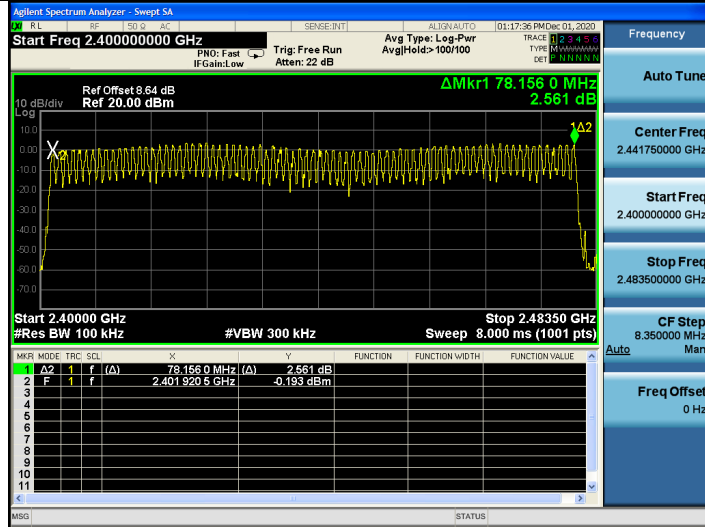 Agilent Spectrum Analyzer - Swept SA
LXI RL RF 50 Ω AC SENSE:INT ALIGNAUTO 01:17:36 PM Dec 01, 2020
Start Freq 2.400000000 GHz
PNO: Fast
IFGain:Low
Trig: Free Run
Atten: 22 dB
Avg Type: Log-Pwr
Avg|Hold:>100/100
TRACE 1 2 3 4 5 6
TYPE M
DET P N N N N N
ΔMkr1 78.156 0 MHz
2.561 dB
Ref Offset 8.64 dB
Ref 20.00 dBm
10 dB/div
Log
10.0
0.00
-10.0
-20.0
-30.0
-40.0
-50.0
-60.0
-70.0
2
1Δ2
Start 2.40000 GHz
Stop 2.48350 GHz
#Res BW 100 kHz
#VBW 300 kHz
Sweep 8.000 ms (1001 pts)
MKR MODE TRC SCL X Y FUNCTION FUNCTION WIDTH FUNCTION VALUE
1 Δ2 1 f (Δ) 78.156 0 MHz (Δ) 2.561 dB
2 F 1 f 2.401 920 5 GHz -0.193 dBm
3
4
5
6
7
8
9
10
11
MSG
STATUS
Frequency
Auto Tune
Center Freq
2.441750000 GHz
Start Freq
2.400000000 GHz
Stop Freq
2.483500000 GHz
CF Step
8.350000 MHz
Auto Man
Freq Offset
0 Hz